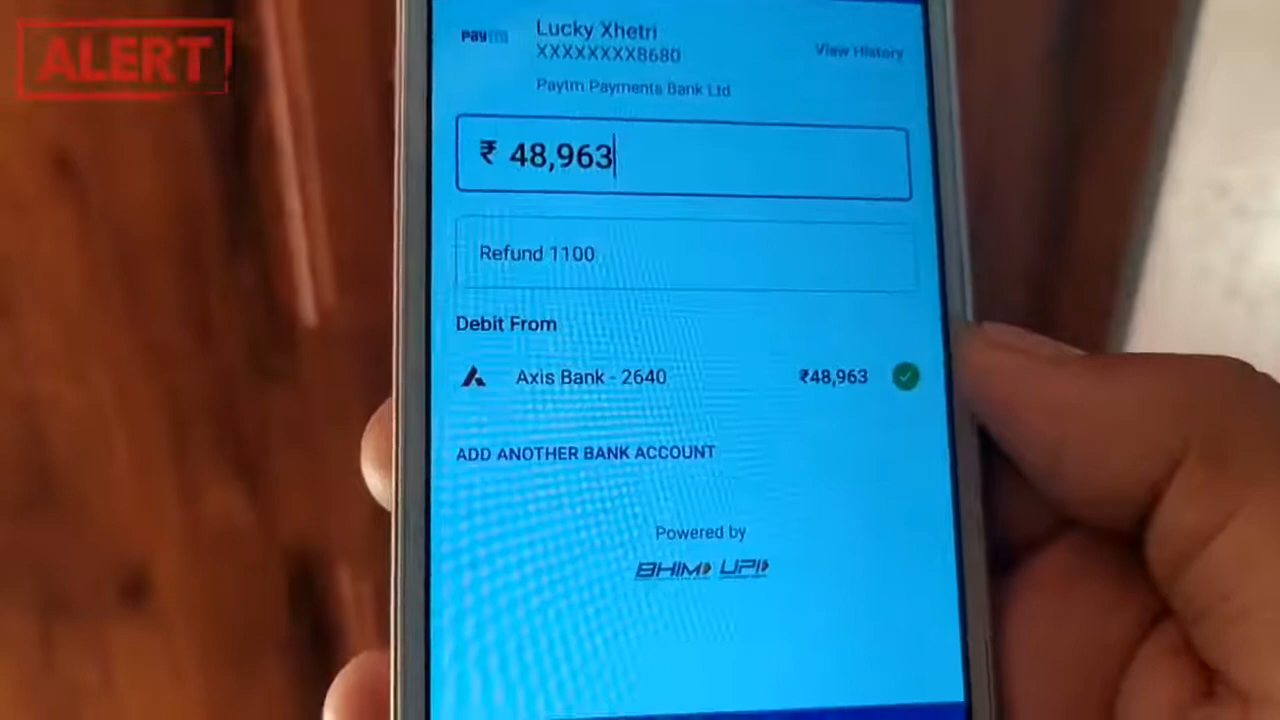 ALERT
paytm
Lucky Xhetri
XXXXXXXX8680
View History
Paytm Payments Bank Ltd
₹ 48,963
Refund 1100
Debit From
Axis Bank - 2640
₹48,963
ADD ANOTHER BANK ACCOUNT
Powered by
BHIM UPI